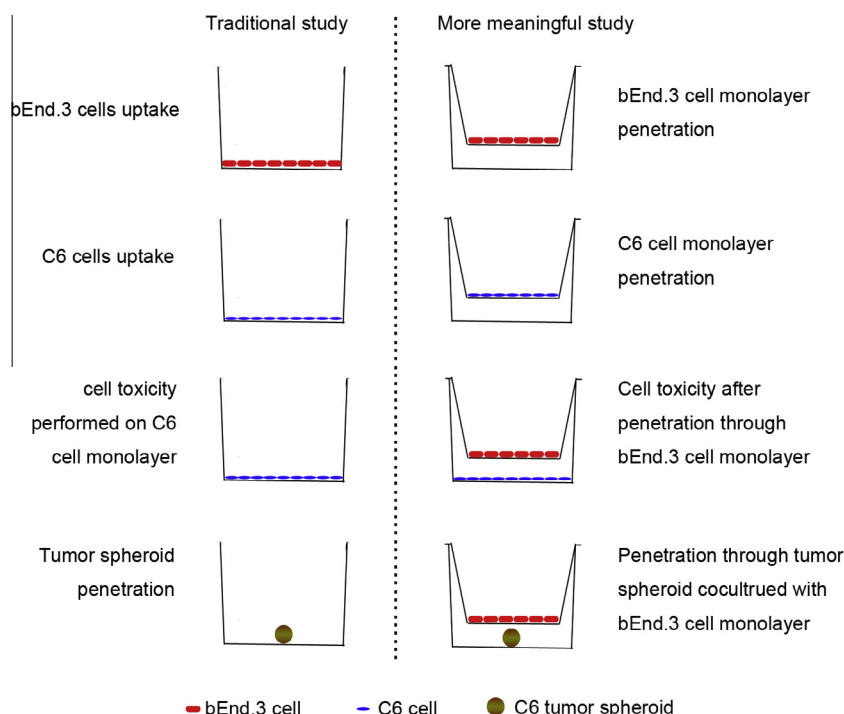 Traditional study
More meaningful study
bEnd.3 cells uptake
bEnd.3 cell monolayer
penetration
C6 cells uptake
C6 cell monolayer
penetration
cell toxicity
performed on C6
cell monolayer
Cell toxicity after
penetration through
bEnd.3 cell monolayer
Tumor spheroid
penetration
Penetration through tumor
spheroid cocultrued with
bEnd.3 cell monolayer
bEnd.3 cell
C6 cell
C6 tumor spheroid